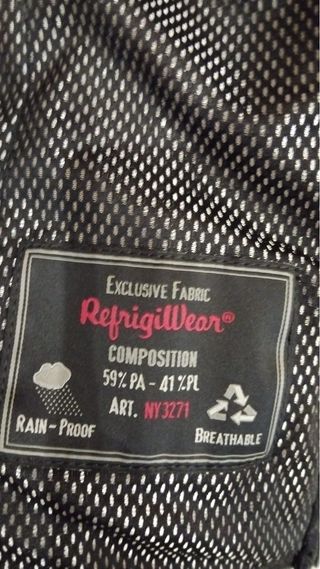 EXCLUSIVE FABRIC
RefrigiWear®
COMPOSITION
59% PA - 41% PL
ART. NY3271
RAIN-PROOF
BREATHABLE